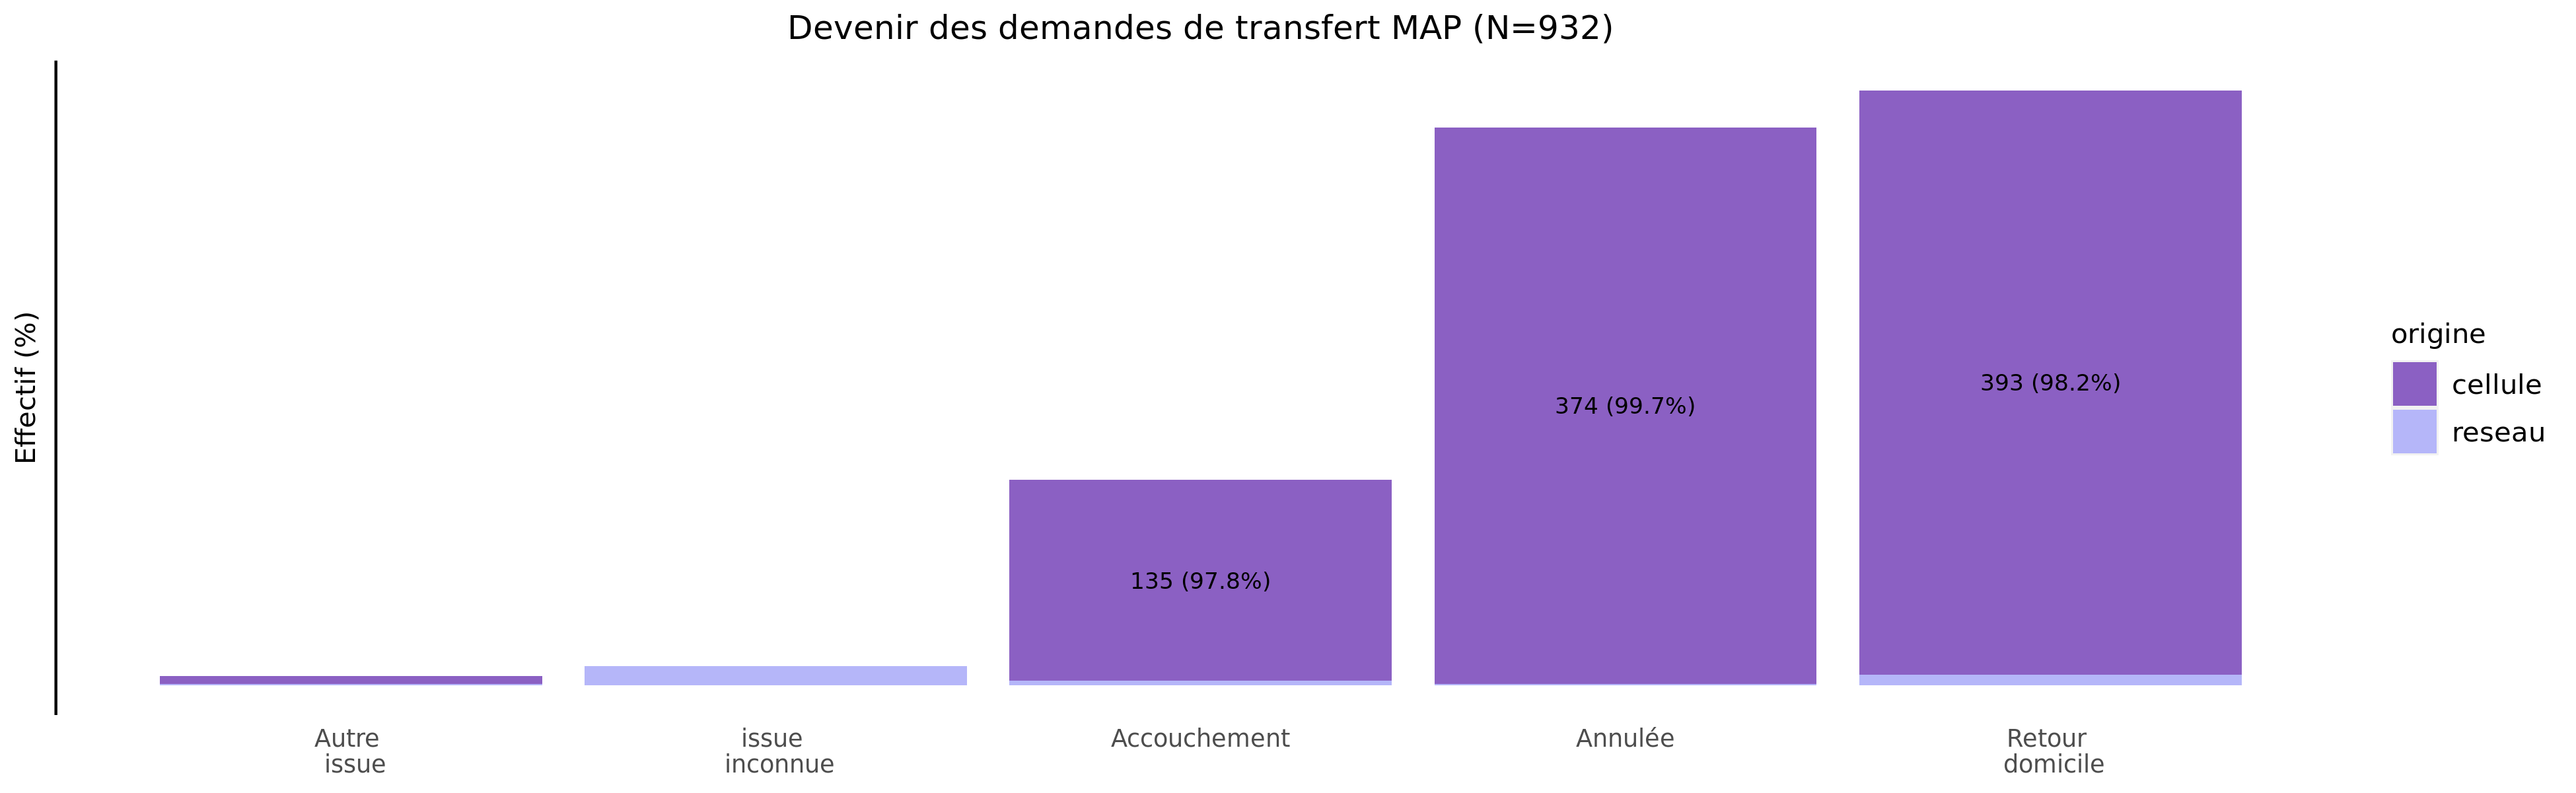 Devenir des demandes de transfert MAP (N=932)
Effectif (%)
393 (98.2%)
374 (99.7%)
135 (97.8%)
origine
cellule
reseau
Autre
issue
issue
inconnue
Accouchement
Annulée
Retour
domicile